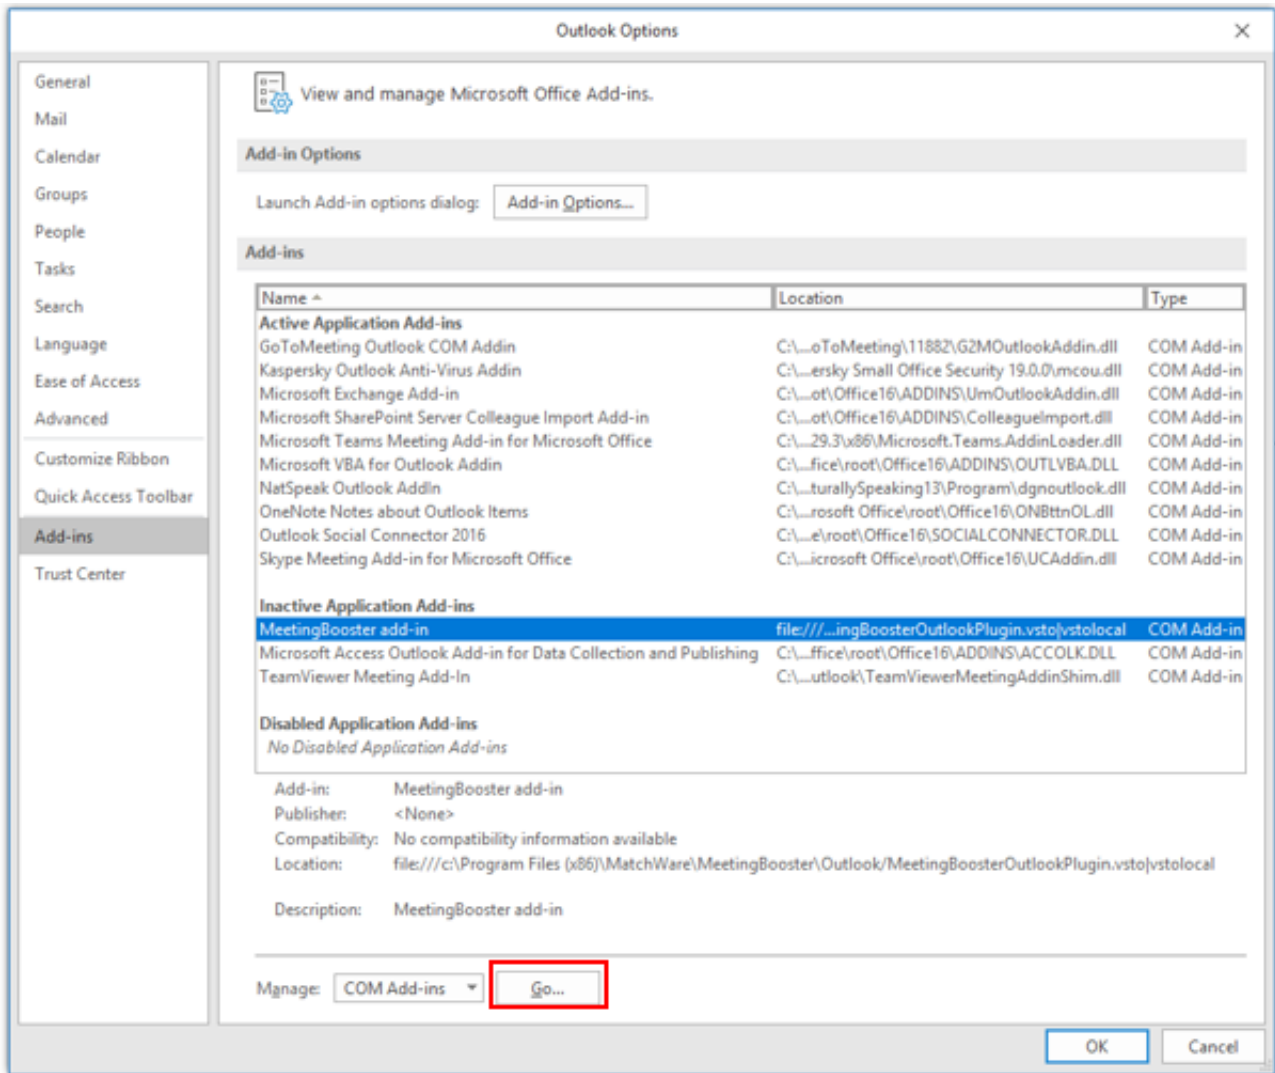 Outlook Options
General
Mail
Calendar
Groups
People
Tasks
Search
Language
Ease of Access
Advanced
Customize Ribbon
Quick Access Toolbar
Add-ins
Trust Center
View and manage Microsoft Office Add-ins.
Add-in Options
Launch Add-in options dialog: Add-in Options...
Add-ins
Name Location Type
Active Application Add-ins
GoToMeeting Outlook COM Addin C:\...oToMeeting\11882\G2MOutlookAddin.dll COM Add-in
Kaspersky Outlook Anti-Virus Addin C:\...ersky Small Office Security 19.0.0\mcou.dll COM Add-in
Microsoft Exchange Add-in C:\...ot\Office16\ADDINS\UmOutlookAddin.dll COM Add-in
Microsoft SharePoint Server Colleague Import Add-in C:\...ot\Office16\ADDINS\ColleagueImport.dll COM Add-in
Microsoft Teams Meeting Add-in for Microsoft Office C:\...29.3\x86\Microsoft.Teams.AddinLoader.dll COM Add-in
Microsoft VBA for Outlook Addin C:\...fice\root\Office16\ADDINS\OUTLVBA.DLL COM Add-in
NatSpeak Outlook AddIn C:\...turallySpeaking13\Program\dgnoutlook.dll COM Add-in
OneNote Notes about Outlook Items C:\...rosoft Office\root\Office16\ONBttnOL.dll COM Add-in
Outlook Social Connector 2016 C:\...e\root\Office16\SOCIALCONNECTOR.DLL COM Add-in
Skype Meeting Add-in for Microsoft Office C:\...icrosoft Office\root\Office16\UCAddin.dll COM Add-in
Inactive Application Add-ins
MeetingBooster add-in file:///...ingBoosterOutlookPlugin.vsto|vstolocal COM Add-in
Microsoft Access Outlook Add-in for Data Collection and Publishing C:\...ffice\root\Office16\ADDINS\ACCOLK.DLL COM Add-in
TeamViewer Meeting Add-In C:\...utlook\TeamViewerMeetingAddinShim.dll COM Add-in
Disabled Application Add-ins
No Disabled Application Add-ins
Add-in: MeetingBooster add-in
Publisher: <None>
Compatibility: No compatibility information available
Location: file:///c:\Program Files (x86)\MatchWare\MeetingBooster\Outlook/MeetingBoosterOutlookPlugin.vsto|vstolocal
Description: MeetingBooster add-in
Manage: COM Add-ins Go...
OK Cancel